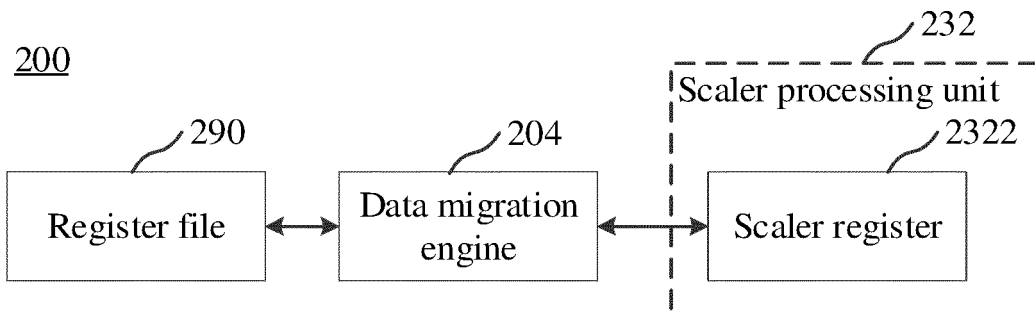 232
200
Scaler processing unit
290
204
2322
Register file
Data migration
engine
Scaler register